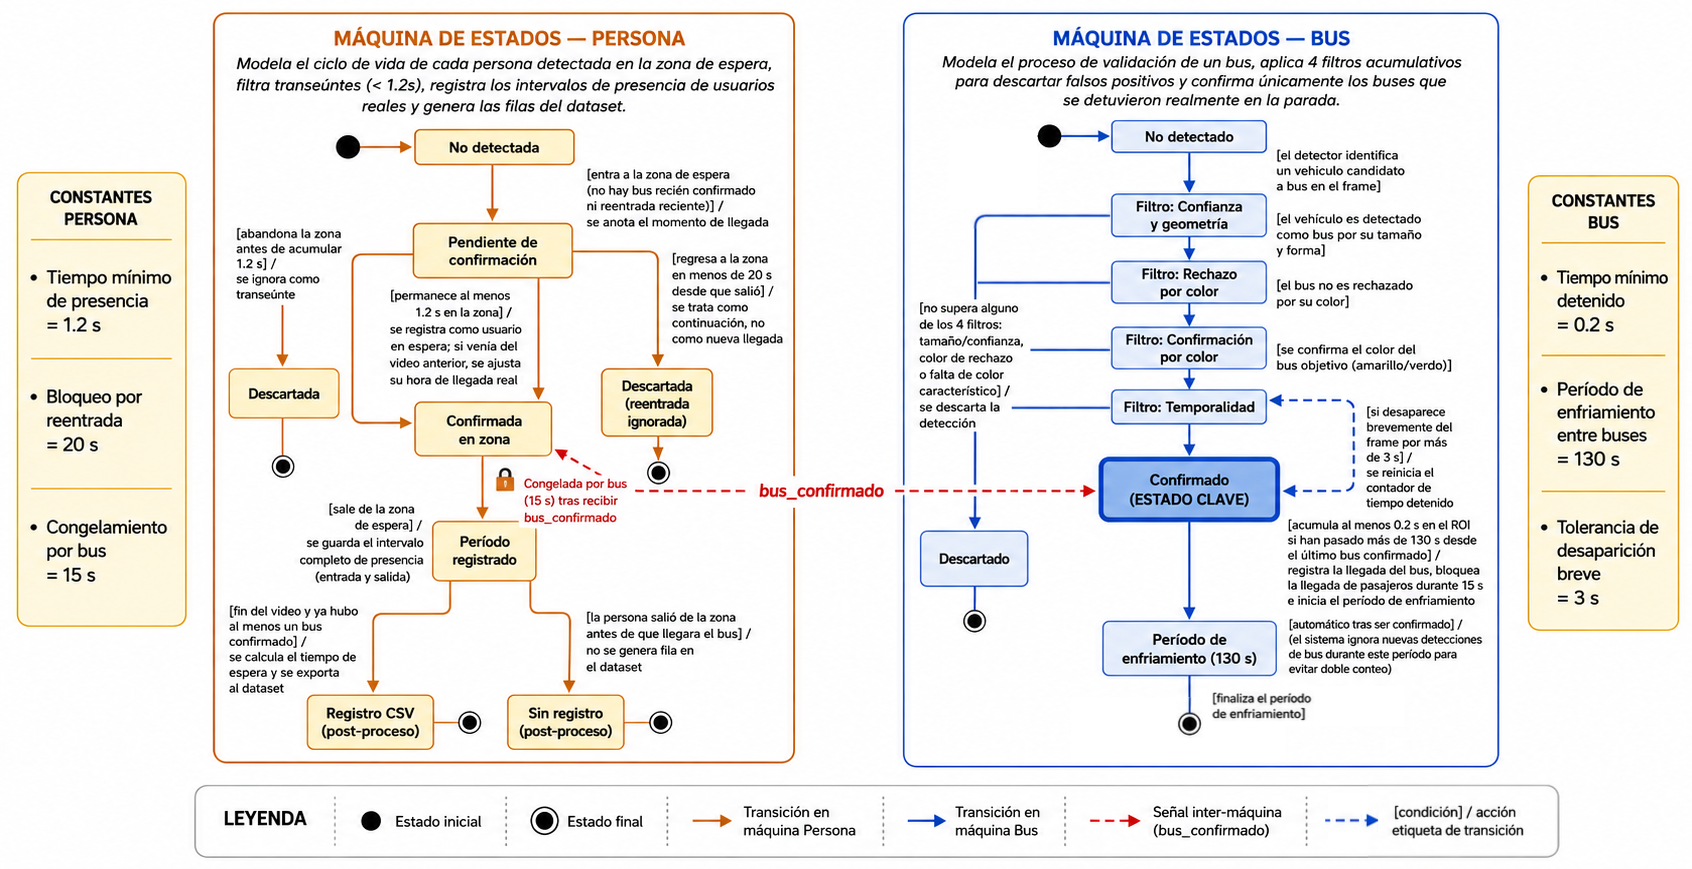 CONSTANTES
PERSONA
• Tiempo mínimo
de presencia
= 1.2 s
• Bloqueo por
reentrada
= 20 s
• Congelamiento
por bus
= 15 s
MÁQUINA DE ESTADOS — PERSONA
Modela el ciclo de vida de cada persona detectada en la zona de espera,
filtra transeúntes (< 1.2s), registra los intervalos de presencia de usuarios
reales y genera las filas del dataset.
No detectada
[entra a la zona de espera
(no hay bus recién confirmado
ni reentrada reciente)] /
se anota el momento de llegada
Pendiente de
confirmación
[abandona la zona
antes de acumular
1.2 s] /
se ignora como
transeúnte
[permanece al menos
1.2 s en la zona] /
se registra como usuario
en espera; si venía del
video anterior, se ajusta
su hora de llegada real
[regresa a la zona
en menos de 20 s
desde que salió] /
se trata como
continuación, no
como nueva llegada
Descartada
Confirmada
en zona
Descartada
(reentrada
ignorada)
Congelada por bus
(15 s) tras recibir
bus_confirmado
[sale de la zona
de espera] /
se guarda el intervalo
completo de presencia
(entrada y salida)
Período
registrado
[fin del video y ya hubo
al menos un bus
confirmado] /
se calcula el tiempo de
espera y se exporta
al dataset
[la persona salió de la zona
antes de que llegara el bus] /
no se genera fila en
el dataset
Registro CSV
(post-proceso)
Sin registro
(post-proceso)
bus_confirmado
MÁQUINA DE ESTADOS — BUS
Modela el proceso de validación de un bus, aplica 4 filtros acumulativos
para descartar falsos positivos y confirma únicamente los buses que
se detuvieron realmente en la parada.
No detectado
[el detector identifica
un vehiculo candidato
a bus en el frame]
Filtro: Confianza
y geometría
[el vehículo es detectado
como bus por su tamaño
y forma]
Filtro: Rechazo
por color
[el bus no es rechazado
por su color]
Filtro: Confirmación
por color
[se confirma el color del
bus objetivo (amarillo/verdo)]
Filtro: Temporalidad
[no supera alguno
de los 4 filtros:
tamaño/confianza,
color de rechazo
o falta de color
característico] /
se descarta la
detección
[si desaparece
brevemente del
frame por más
de 3 s] /
se reinicia el
contador de
tiempo detenido
Confirmado
(ESTADO CLAVE)
Descartado
[acumula al menos 0.2 s en el ROI
si han pasado más de 130 s desde
el último bus confirmado] /
registra la llegada del bus, bloquea
la llegada de pasajeros durante 15 s
e inicia el período de enfriamiento
Período de
enfriamiento (130 s)
[automático tras ser confirmado] /
(el sistema ignora nuevas detecciones
de bus durante este período para
evitar doble conteo)
[finaliza el período
de enfriamiento]
CONSTANTES
BUS
• Tiempo mínimo
detenido
= 0.2 s
• Período de
enfriamiento
entre buses
= 130 s
• Tolerancia de
desaparición
breve
= 3 s
LEYENDA
Estado inicial
Estado final
Transición en
máquina Persona
Transición en
máquina Bus
Señal inter-máquina
(bus_confirmado)
[condición] / acción
etiqueta de transición